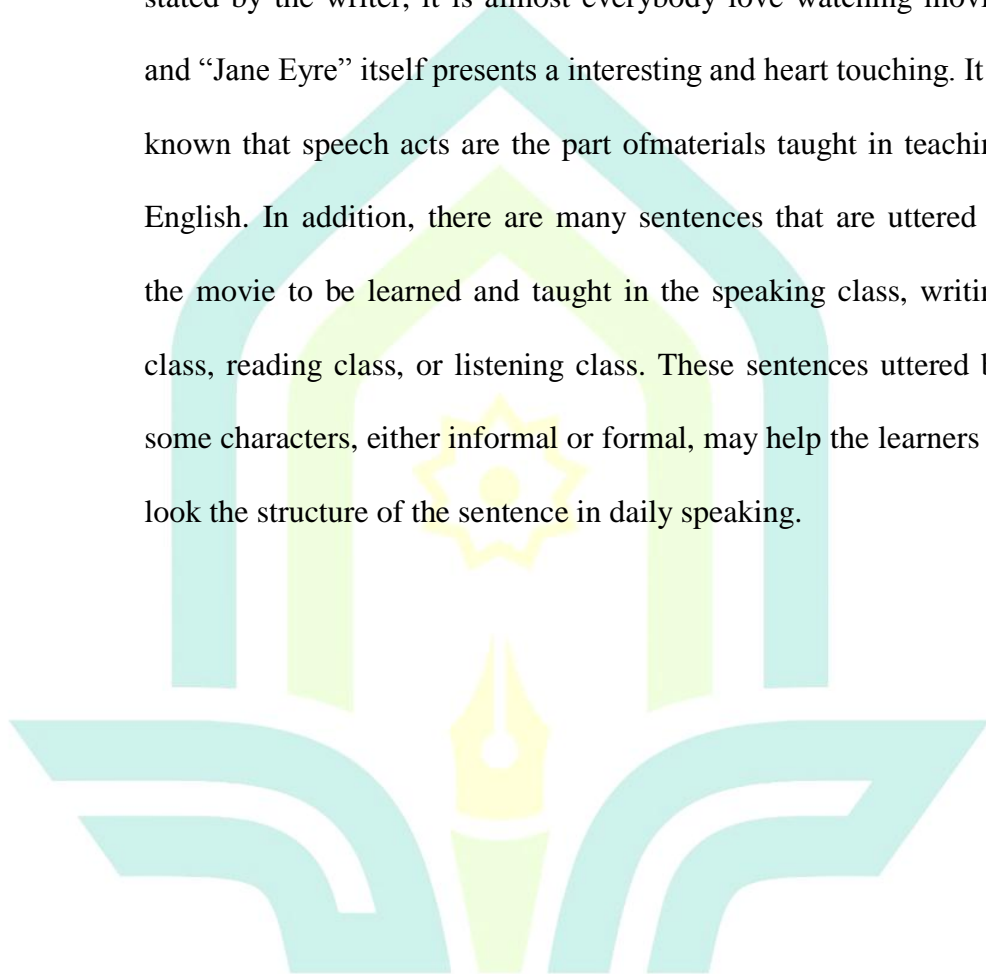 stated by the writer, it is almost everybody love watching
and “Jane Eyre” itself presents a interesting and heart touching. It
known that speech acts are the part ofmaterials taught in
English. In addition, there are many sentences that are uttered
the movie to be learned and taught in the speaking class,
class, reading class, or listening class. These sentences uttered
some characters, either informal or formal, may help the learners
look the structure of the sentence in daily speaking.